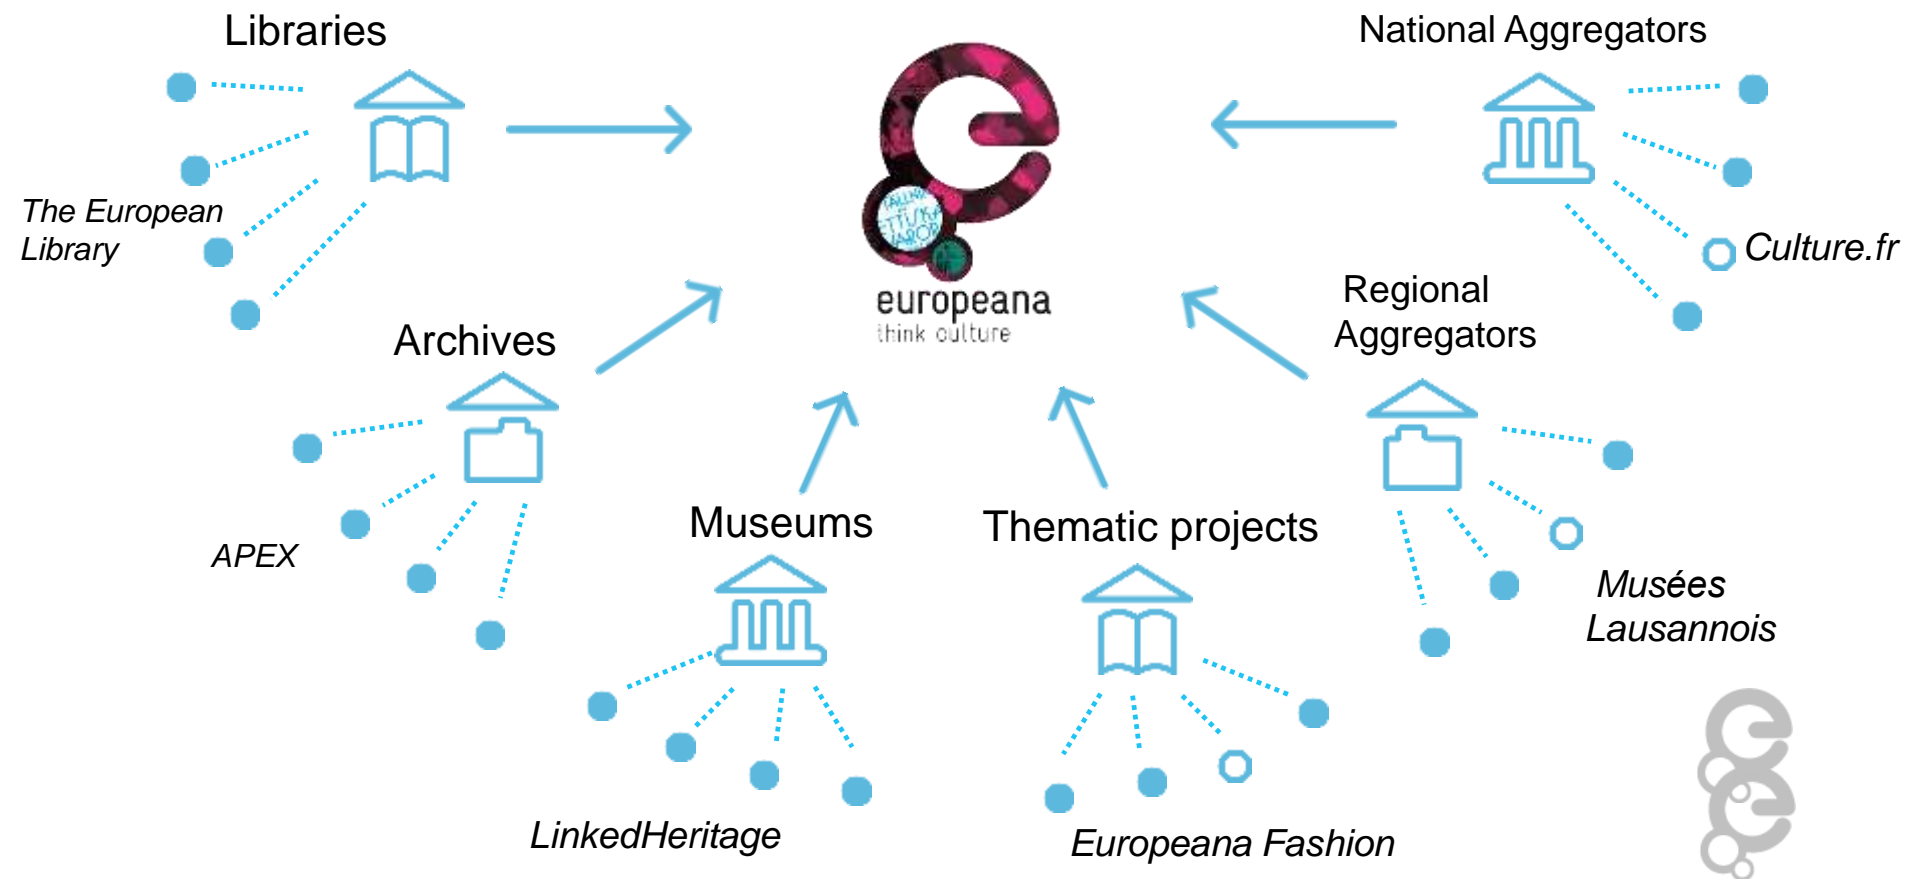 Libraries
National Aggregators
The European
Library
europeana
think culture
Culture.fr
Regional
Aggregators
Archives
APEX
Museums
Thematic projects
Musées
Lausannois
LinkedHeritage
Europeana Fashion